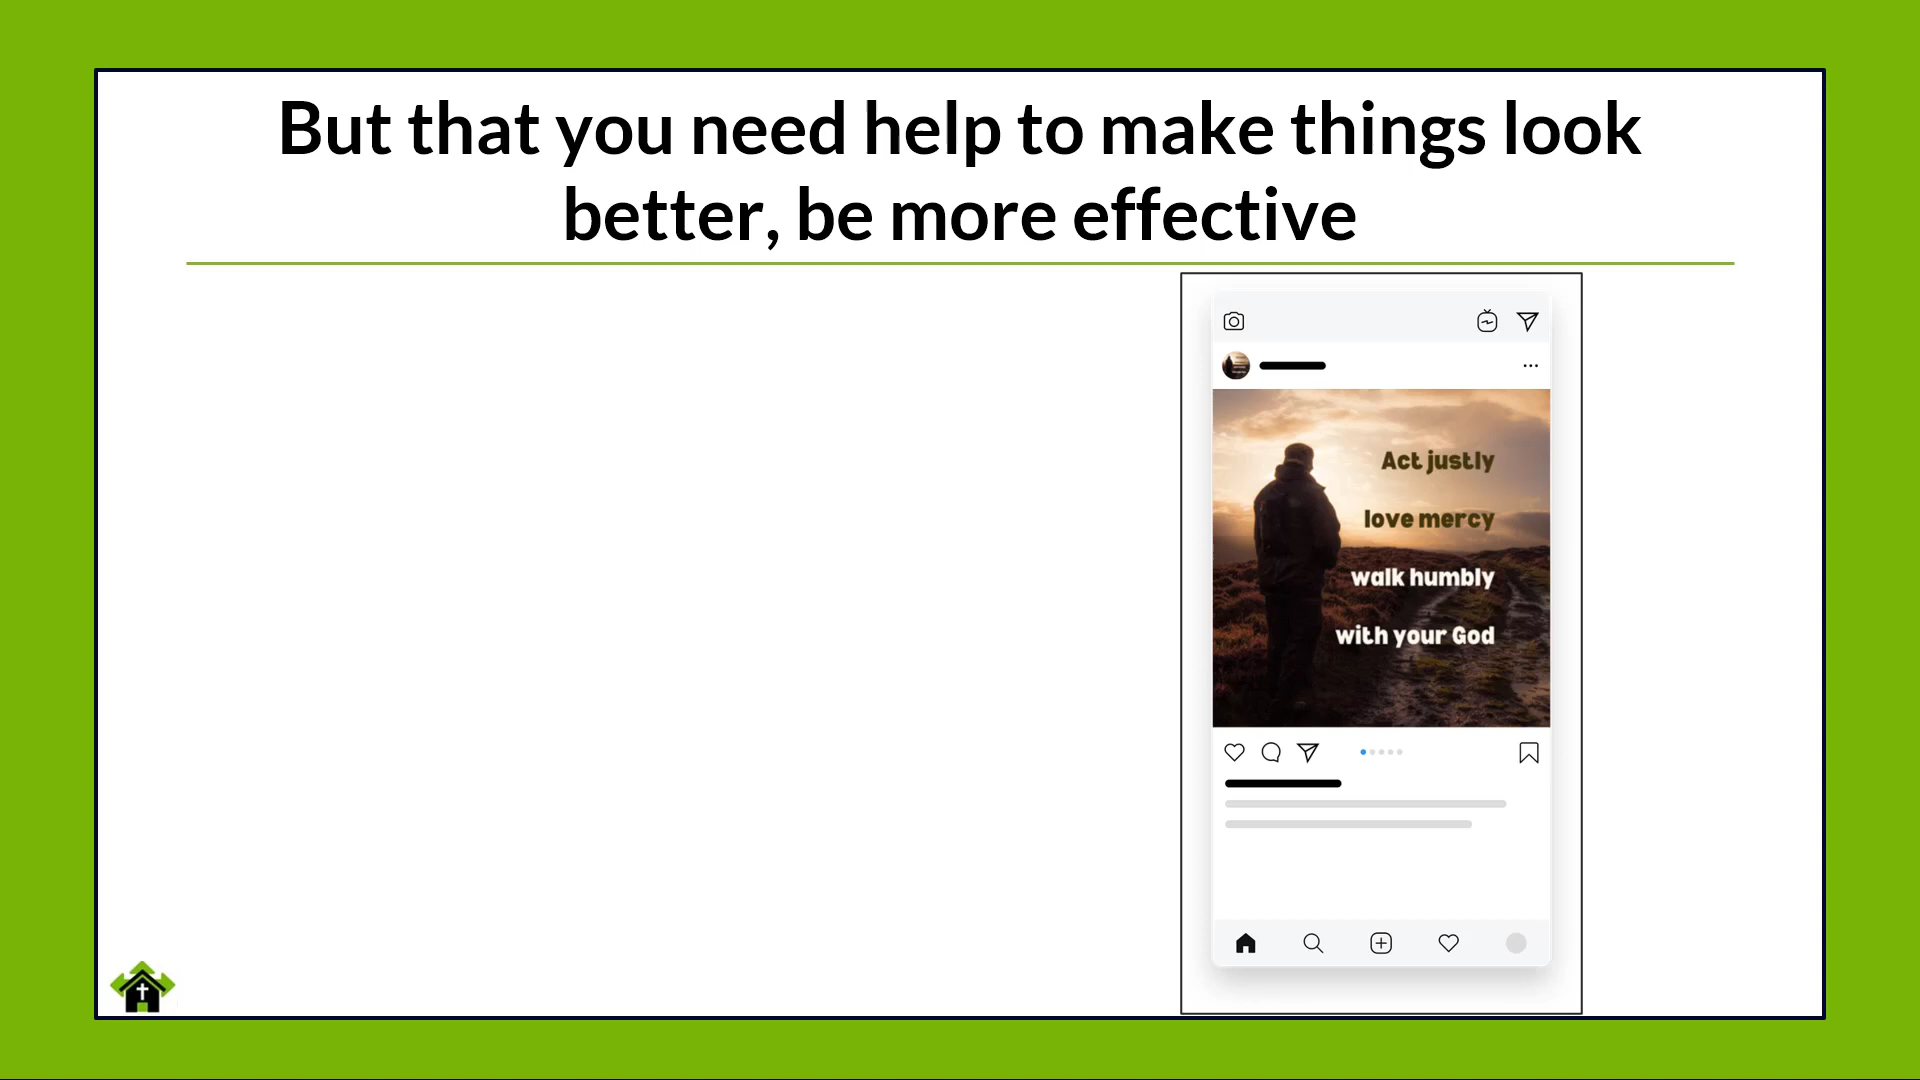 But that you need help to make things look
better, be more effective
Act justly
love mercy
walk humbly
with your God